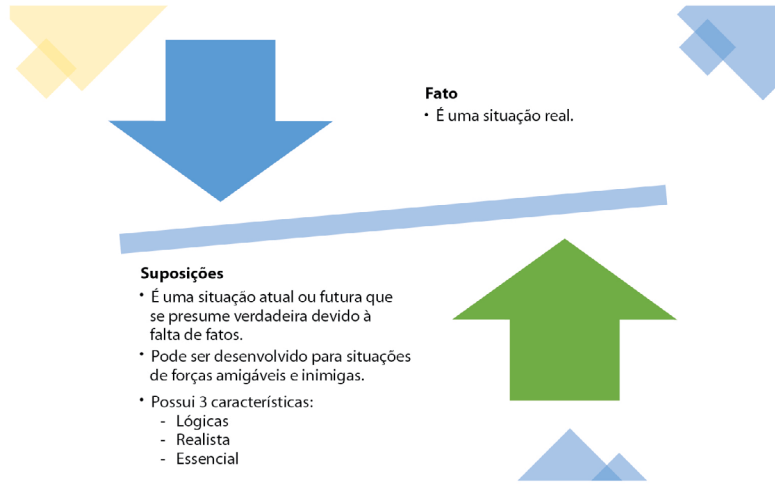 Fato
• É uma situação real.
Suposições
• É uma situação atual ou futura que
se presume verdadeira devido à
falta de fatos.
• Pode ser desenvolvido para situações
de forças amigáveis e inimigas.
• Possui 3 características:
- Lógicas
- Realista
- Essencial